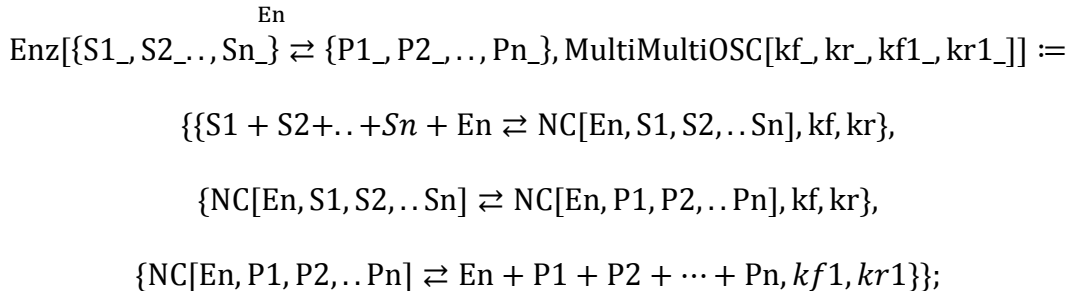 En
Enz[{S1_, S2_.., Sn_} ⇄ {P1_, P2_, .., Pn_}, MultiMultiOSC[kf_, kr_, kf1_, kr1_]] :=
{{S1 + S2+..+Sn + En ⇄ NC[En, S1, S2, .. Sn], kf, kr},
{NC[En, S1, S2, .. Sn] ⇄ NC[En, P1, P2, .. Pn], kf, kr},
{NC[En, P1, P2, .. Pn] ⇄ En + P1 + P2 + ⋯ + Pn, kf1, kr1}};